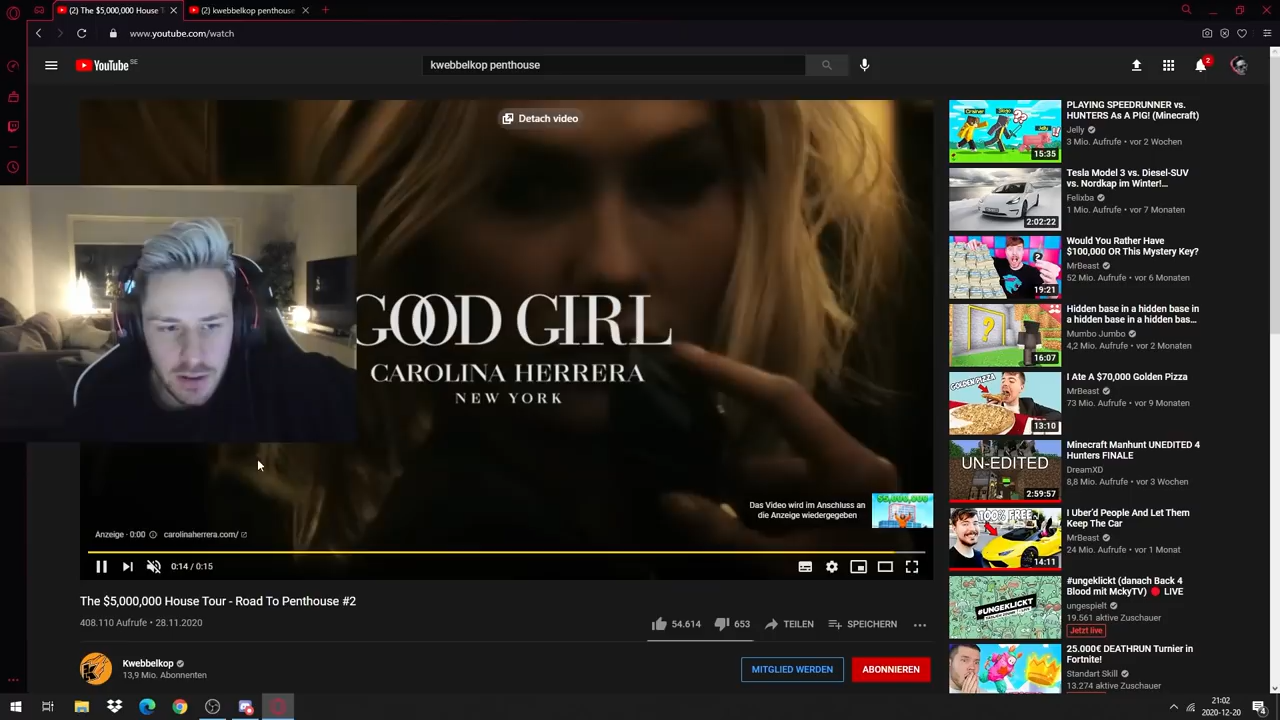 (2) The $5,000,000 House T
(2) kwebbelkop penthouse
www.youtube.com/watch
YouTube SE
kwebbelkop penthouse
2
Detach video
GOOD GIRL
CAROLINA HERRERA
NEW YORK
Das Video wird im Anschluss an
die Anzeige wiedergegeben
$5,000,000
Anzeige · 0:00
carolinaherrera.com/
0:14 / 0:15
The $5,000,000 House Tour - Road To Penthouse #2
408.110 Aufrufe • 28.11.2020
54.614
653
TEILEN
SPEICHERN
Kwebbelkop
13,9 Mio. Abonnenten
MITGLIED WERDEN
ABONNIEREN
Jelly
15:35
PLAYING SPEEDRUNNER vs.
HUNTERS As A PIG! (Minecraft)
Jelly
3 Mio. Aufrufe • vor 2 Wochen
2:02:22
Tesla Model 3 vs. Diesel-SUV
vs. Nordkap im Winter!...
Felixba
1 Mio. Aufrufe • vor 7 Monaten
19:21
Would You Rather Have
$100,000 OR This Mystery Key?
MrBeast
52 Mio. Aufrufe • vor 6 Monaten
16:07
Hidden base in a hidden base in
a hidden base in a hidden bas...
Mumbo Jumbo
4,2 Mio. Aufrufe • vor 2 Monaten
GOLDEN PIZZA
13:10
I Ate A $70,000 Golden Pizza
MrBeast
73 Mio. Aufrufe • vor 9 Monaten
UN-EDITED
2:59:57
Minecraft Manhunt UNEDITED 4
Hunters FINALE
DreamXD
8,8 Mio. Aufrufe • vor 3 Wochen
100% FREE
14:11
I Uber'd People And Let Them
Keep The Car
MrBeast
24 Mio. Aufrufe • vor 1 Monat
#UNGEKLICKT
#ungeklickt (danach Back 4
Blood mit MckyTV) 🔴 LIVE
ungespielt
19.561 aktive Zuschauer
Jetzt live
25.000€ DEATHRUN Turnier in
Fortnite!
Standart Skill
13.274 aktive Zuschauer
21:02
2020-12-20
4